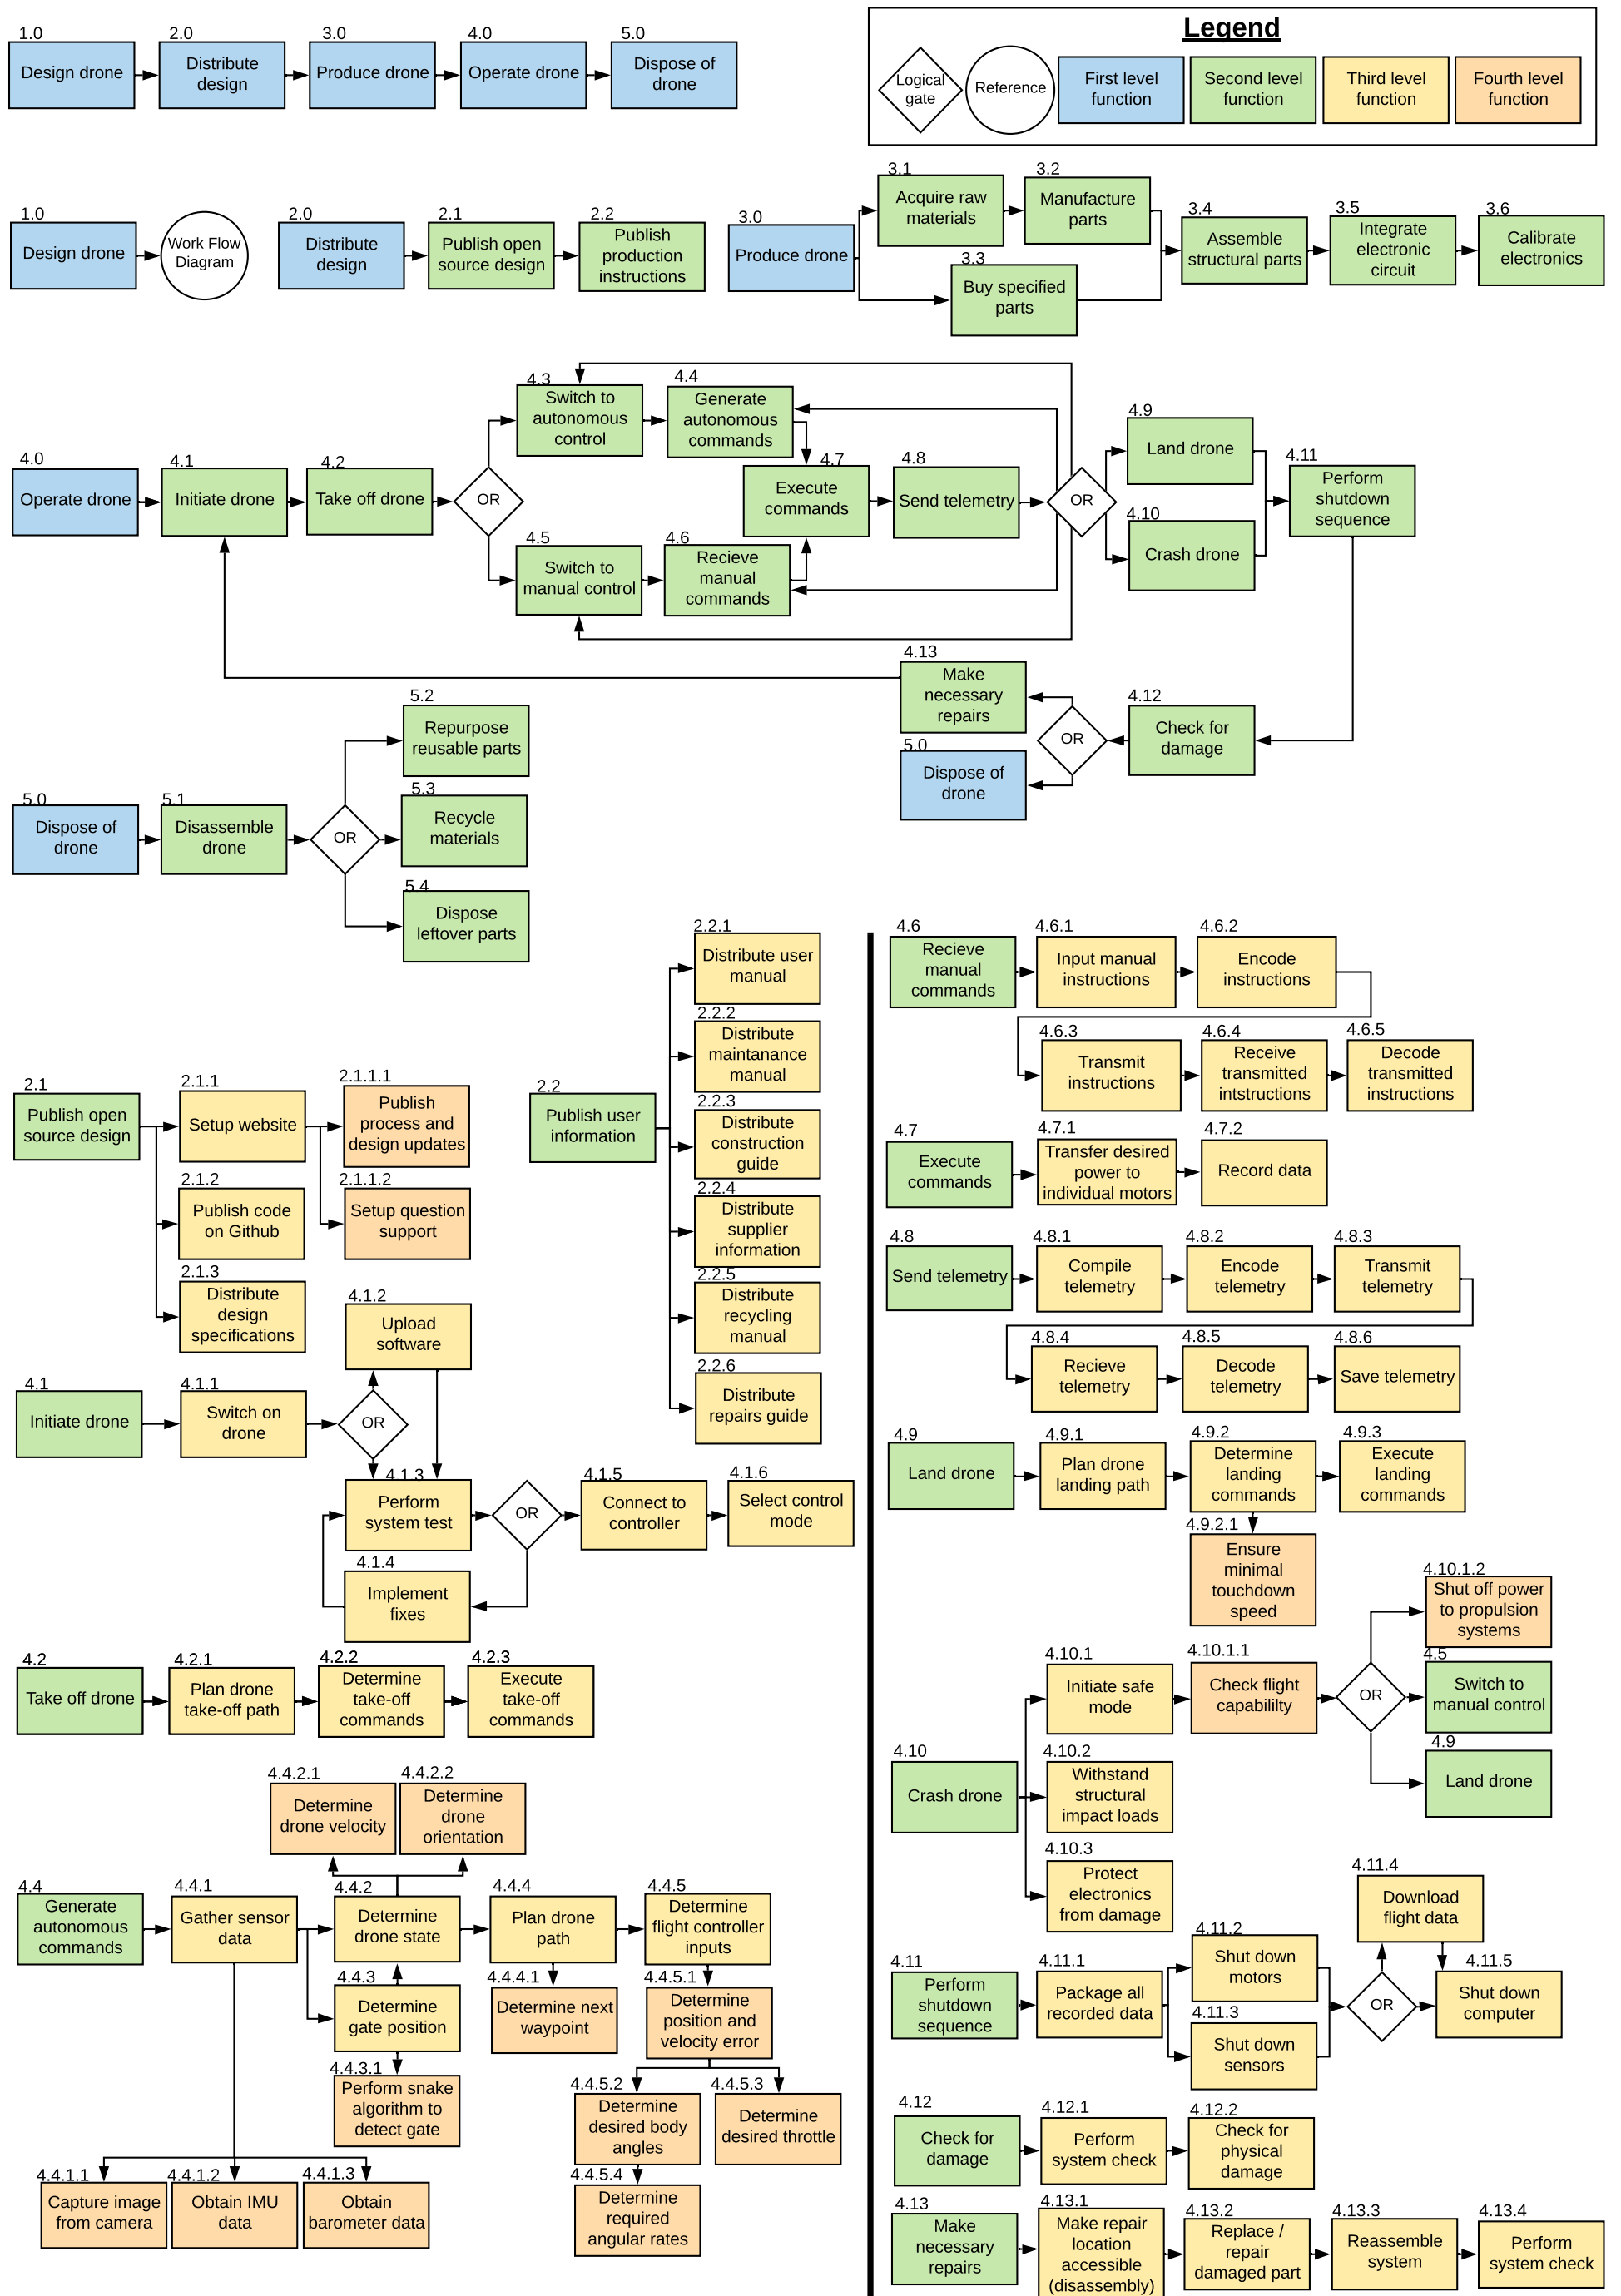 Legend
Logical
gate
Reference
First level
function
Second level
function
Third level
function
Fourth level
function
1.0
Design drone
2.0
Distribute
design
3.0
Produce drone
4.0
Operate drone
5.0
Dispose of
drone
1.0
Design drone
Work Flow
Diagram
2.0
Distribute
design
2.1
Publish open
source design
2.2
Publish
production
instructions
3.0
Produce drone
3.1
Acquire raw
materials
3.2
Manufacture
parts
3.3
Buy specified
parts
3.4
Assemble
structural parts
3.5
Integrate
electronic
circuit
3.6
Calibrate
electronics
4.0
Operate drone
4.1
Initiate drone
4.2
Take off drone
OR
4.3
Switch to
autonomous
control
4.4
Generate
autonomous
commands
4.5
Switch to
manual control
4.6
Recieve
manual
commands
4.7
Execute
commands
4.8
Send telemetry
OR
4.9
Land drone
4.10
Crash drone
4.11
Perform
shutdown
sequence
4.12
Check for
damage
OR
4.13
Make
necessary
repairs
5.0
Dispose of
drone
5.0
Dispose of
drone
5.1
Disassemble
drone
OR
5.2
Repurpose
reusable parts
5.3
Recycle
materials
5.4
Dispose
leftover parts
2.1
Publish open
source design
2.1.1
Setup website
2.1.1.1
Publish
process and
design updates
2.1.1.2
Setup question
support
2.1.2
Publish code
on Github
2.1.3
Distribute
design
specifications
2.2
Publish user
information
2.2.1
Distribute user
manual
2.2.2
Distribute
maintanance
manual
2.2.3
Distribute
construction
guide
2.2.4
Distribute
supplier
information
2.2.5
Distribute
recycling
manual
2.2.6
Distribute
repairs guide
4.1
Initiate drone
4.1.1
Switch on
drone
OR
4.1.2
Upload
software
4.1.3
Perform
system test
4.1.4
Implement
fixes
OR
4.1.5
Connect to
controller
4.1.6
Select control
mode
4.2
Take off drone
4.2.1
Plan drone
take-off path
4.2.2
Determine
take-off
commands
4.2.3
Execute
take-off
commands
4.4
Generate
autonomous
commands
4.4.1
Gather sensor
data
4.4.2.1
Determine
drone velocity
4.4.2.2
Determine
drone
orientation
4.4.2
Determine
drone state
4.4.3
Determine
gate position
4.4.3.1
Perform snake
algorithm to
detect gate
4.4.4
Plan drone
path
4.4.4.1
Determine next
waypoint
4.4.5
Determine
flight controller
inputs
4.4.5.1
Determine
position and
velocity error
4.4.5.2
Determine
desired body
angles
4.4.5.3
Determine
desired throttle
4.4.5.4
Determine
required
angular rates
4.4.1.1
Capture image
from camera
4.4.1.2
Obtain IMU
data
4.4.1.3
Obtain
barometer data
4.6
Recieve
manual
commands
4.6.1
Input manual
instructions
4.6.2
Encode
instructions
4.6.3
Transmit
instructions
4.6.4
Receive
transmitted
intstructions
4.6.5
Decode
transmitted
instructions
4.7
Execute
commands
4.7.1
Transfer desired
power to
individual motors
4.7.2
Record data
4.8
Send telemetry
4.8.1
Compile
telemetry
4.8.2
Encode
telemetry
4.8.3
Transmit
telemetry
4.8.4
Recieve
telemetry
4.8.5
Decode
telemetry
4.8.6
Save telemetry
4.9
Land drone
4.9.1
Plan drone
landing path
4.9.2
Determine
landing
commands
4.9.3
Execute
landing
commands
4.9.2.1
Ensure
minimal
touchdown
speed
4.10
Crash drone
4.10.1
Initiate safe
mode
4.10.1.1
Check flight
capabililty
OR
4.10.1.2
Shut off power
to propulsion
systems
4.5
Switch to
manual control
4.9
Land drone
4.10.2
Withstand
structural
impact loads
4.10.3
Protect
electronics
from damage
4.11
Perform
shutdown
sequence
4.11.1
Package all
recorded data
4.11.2
Shut down
motors
4.11.3
Shut down
sensors
OR
4.11.4
Download
flight data
4.11.5
Shut down
computer
4.12
Check for
damage
4.12.1
Perform
system check
4.12.2
Check for
physical
damage
4.13
Make
necessary
repairs
4.13.1
Make repair
location
accessible
(disassembly)
4.13.2
Replace /
repair
damaged part
4.13.3
Reassemble
system
4.13.4
Perform
system check